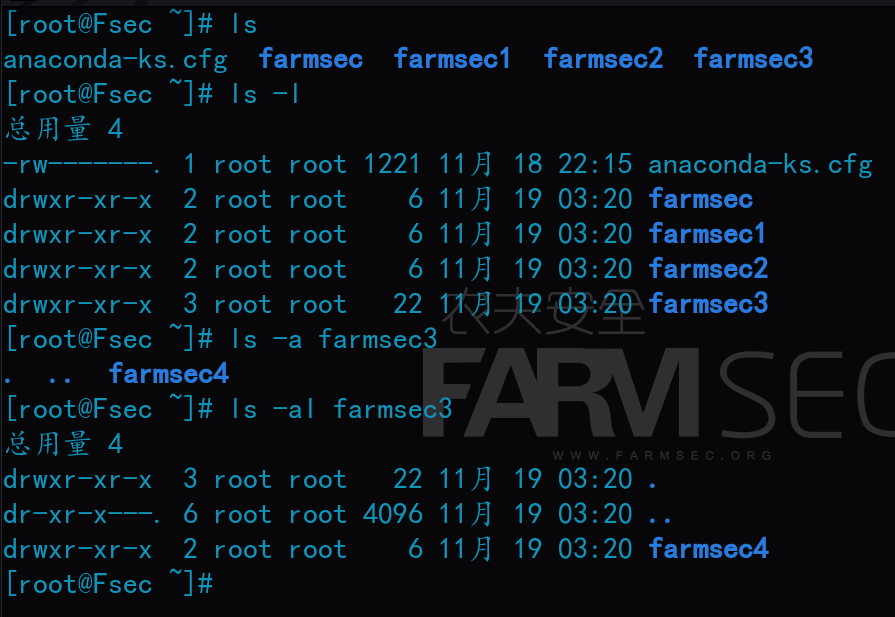 [root@Fsec ~]# ls
anaconda-ks.cfg  farmsec  farmsec1  farmsec2  farmsec3
[root@Fsec ~]# ls -l
总用量 4
-rw-------. 1 root root 1221 11月 18 22:15 anaconda-ks.cfg
drwxr-xr-x  2 root root    6 11月 19 03:20 farmsec
drwxr-xr-x  2 root root    6 11月 19 03:20 farmsec1
drwxr-xr-x  2 root root    6 11月 19 03:20 farmsec2
drwxr-xr-x  3 root root   22 11月 19 03:20 farmsec3
农夫安全
[root@Fsec ~]# ls -a farmsec3
.  ..  farmsec4
FARMSEC
[root@Fsec ~]# ls -al farmsec3
总用量 4
WWW.FARMSEC.ORG
drwxr-xr-x  3 root root   22 11月 19 03:20 .
dr-xr-x---. 6 root root 4096 11月 19 03:20 ..
drwxr-xr-x  2 root root    6 11月 19 03:20 farmsec4
[root@Fsec ~]#